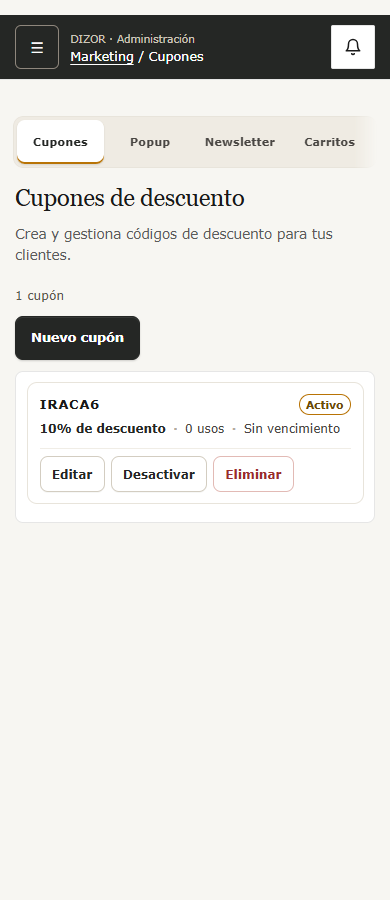 DIZOR · Administración
Marketing / Cupones
Cupones
Popup
Newsletter
Carritos
Cupones de descuento
Crea y gestiona códigos de descuento para tus
clientes.
1 cupón
Nuevo cupón
IRACA6
Activo
10% de descuento - 0 usos - Sin vencimiento
Editar
Desactivar
Eliminar